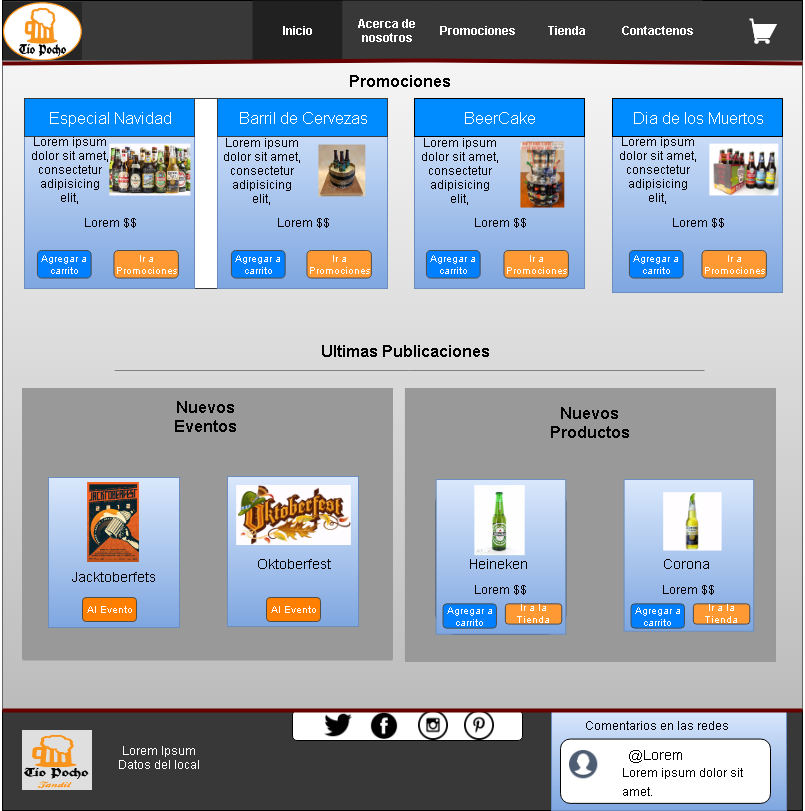 Tio Pocho
Inicio
Acerca de
nosotros
Promociones
Tienda
Contactenos
Promociones
Especial Navidad
Lorem ipsum
dolor sit amet,
consectetur
adipisicing
elit,
Lorem $$
Agregar a
carrito
Ir a
Promociones
Barril de Cervezas
Lorem ipsum
dolor sit amet,
consectetur
adipisicing
elit,
Lorem $$
Agregar a
carrito
Ir a
Promociones
BeerCake
Lorem ipsum
dolor sit amet,
consectetur
adipisicing
elit,
Lorem $$
Agregar a
carrito
Ir a
Promociones
Dia de los Muertos
Lorem ipsum
dolor sit amet,
consectetur
adipisicing
elit,
Lorem $$
Agregar a
carrito
Ir a
Promociones
Ultimas Publicaciones
Nuevos
Eventos
JACKTOBERFEST
2015
Jacktoberfets
Al Evento
Oktoberfest
Oktoberfest
Al Evento
Nuevos
Productos
Heineken
Lorem $$
Agregar a
carrito
Ir a la
Tienda
Corona
Lorem $$
Agregar a
carrito
Ir a la
Tienda
Tio Pocho
Tandil
Lorem Ipsum
Datos del local
Comentarios en las redes
@Lorem
Lorem ipsum dolor sit
amet.